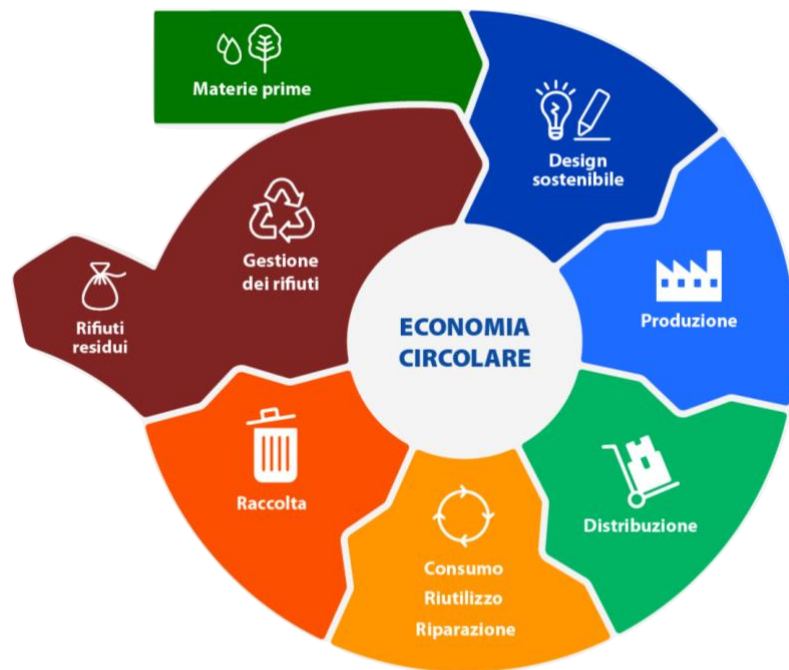 Materie prime
Design
sostenibile
Produzione
Distribuzione
Consumo
Riutilizzo
Riparazione
Raccolta
Gestione
dei rifiuti
Rifiuti
residui
ECONOMIA
CIRCOLARE